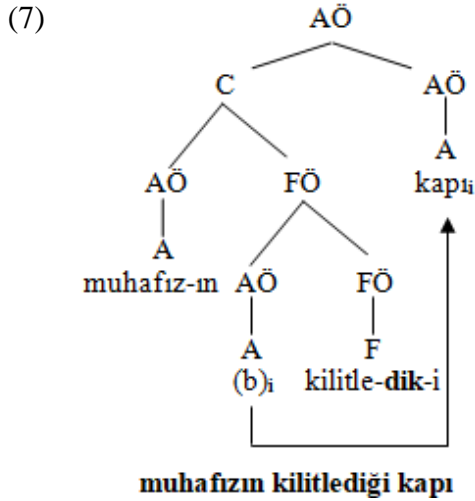 (7) AÖ
C AÖ
A
AÖ FÖ kapıᵢ
A
muhafız-ın AÖ FÖ
A F
(b)ᵢ kilitle-dik-i
muhafızın kilitlediği kapı